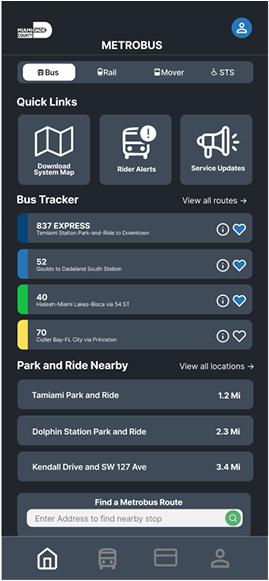 MIAMI-DADE
COUNTY
METROBUS
Bus
Rail
Mover
STS
Quick Links
Download
System Map
Rider Alerts
Service Updates
Bus Tracker
View all routes →
837 EXPRESS
Tamiami Station Park-and-Ride to Downtown
52
Goulds to Dadeland South Station
40
Hialeah-Miami Lakes-Bisca via 54 ST
70
Cutler Bay-FL City via Princeton
Park and Ride Nearby
View all locations →
Tamiami Park and Ride
1.2 Mi
Dolphin Station Park and Ride
2.3 Mi
Kendall Drive and SW 127 Ave
3.4 Mi
Find a Metrobus Route
Enter Address to find nearby stop